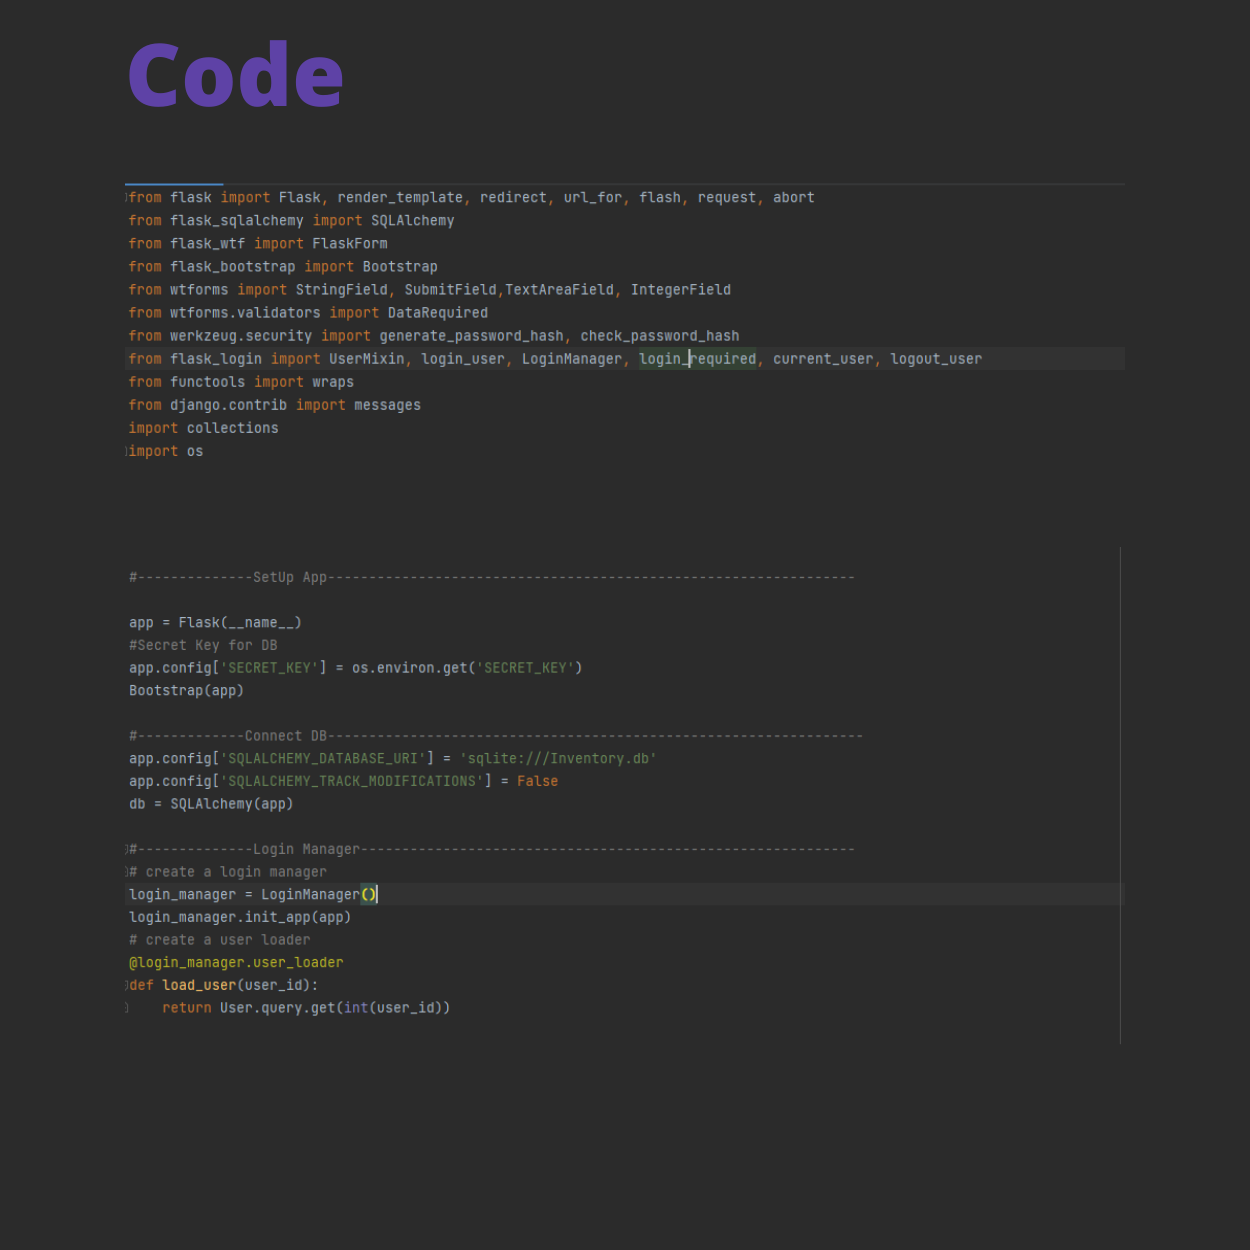 Code
from flask import Flask, render_template, redirect, url_for, flash, request, abort
from flask_sqlalchemy import SQLAlchemy
from flask_wtf import FlaskForm
from flask_bootstrap import Bootstrap
from wtforms import StringField, SubmitField,TextAreaField, IntegerField
from wtforms.validators import DataRequired
from werkzeug.security import generate_password_hash, check_password_hash
from flask_login import UserMixin, login_user, LoginManager, login_required, current_user, logout_user
from functools import wraps
from django.contrib import messages
import collections
import os
#--------------SetUp App----------------------------------------------------------------
app = Flask(__name__)
#Secret Key for DB
app.config['SECRET_KEY'] = os.environ.get('SECRET_KEY')
Bootstrap(app)
#-------------Connect DB-----------------------------------------------------------------
app.config['SQLALCHEMY_DATABASE_URI'] = 'sqlite:///Inventory.db'
app.config['SQLALCHEMY_TRACK_MODIFICATIONS'] = False
db = SQLAlchemy(app)
#--------------Login Manager------------------------------------------------------------
# create a login manager
login_manager = LoginManager()
login_manager.init_app(app)
# create a user loader
@login_manager.user_loader
def load_user(user_id):
    return User.query.get(int(user_id))